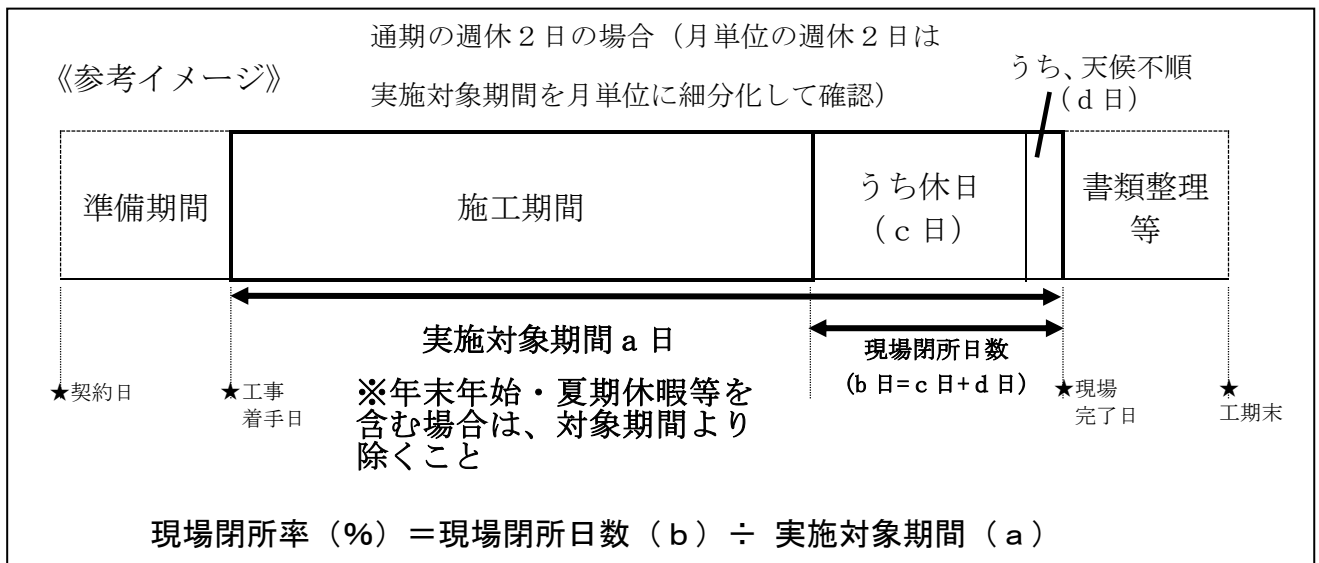 通期の週休２日の場合（月単位の週休２日は
《参考イメージ》
実施対象期間を月単位に細分化して確認）
うち、天候不順
（ｄ日）
準備期間
施工期間
うち休日
（ｃ日）
書類整理
等
実施対象期間 a 日
※年末年始・夏期休暇等を
含む場合は、対象期間より
除くこと
現場閉所日数
(b 日=c 日+d 日)
★契約日
★工事
着手日
★現場
完了日
★
工期末
現場閉所率（％）＝現場閉所日数（ｂ）÷ 実施対象期間（ａ）